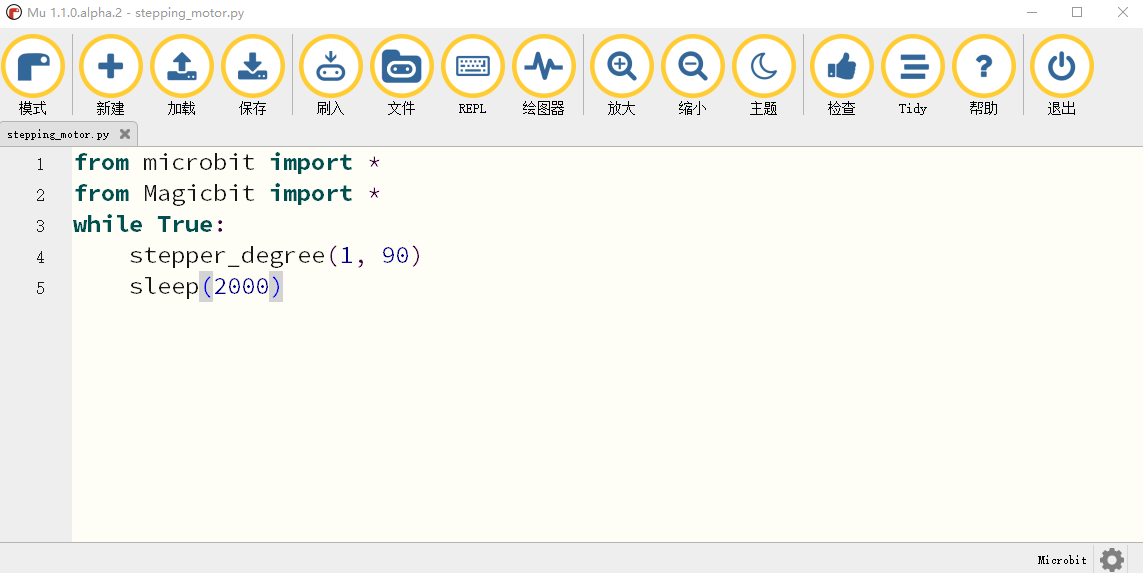 Mu 1.1.0.alpha.2 - stepping_motor.py
模式 新建 加载 保存 刷入 文件 REPL 绘图器 放大 缩小 主题 检查 Tidy 帮助 退出
stepping_motor.py
1 from microbit import *
2 from Magicbit import *
3 while True:
4     stepper_degree(1, 90)
5     sleep(2000)
Microbit